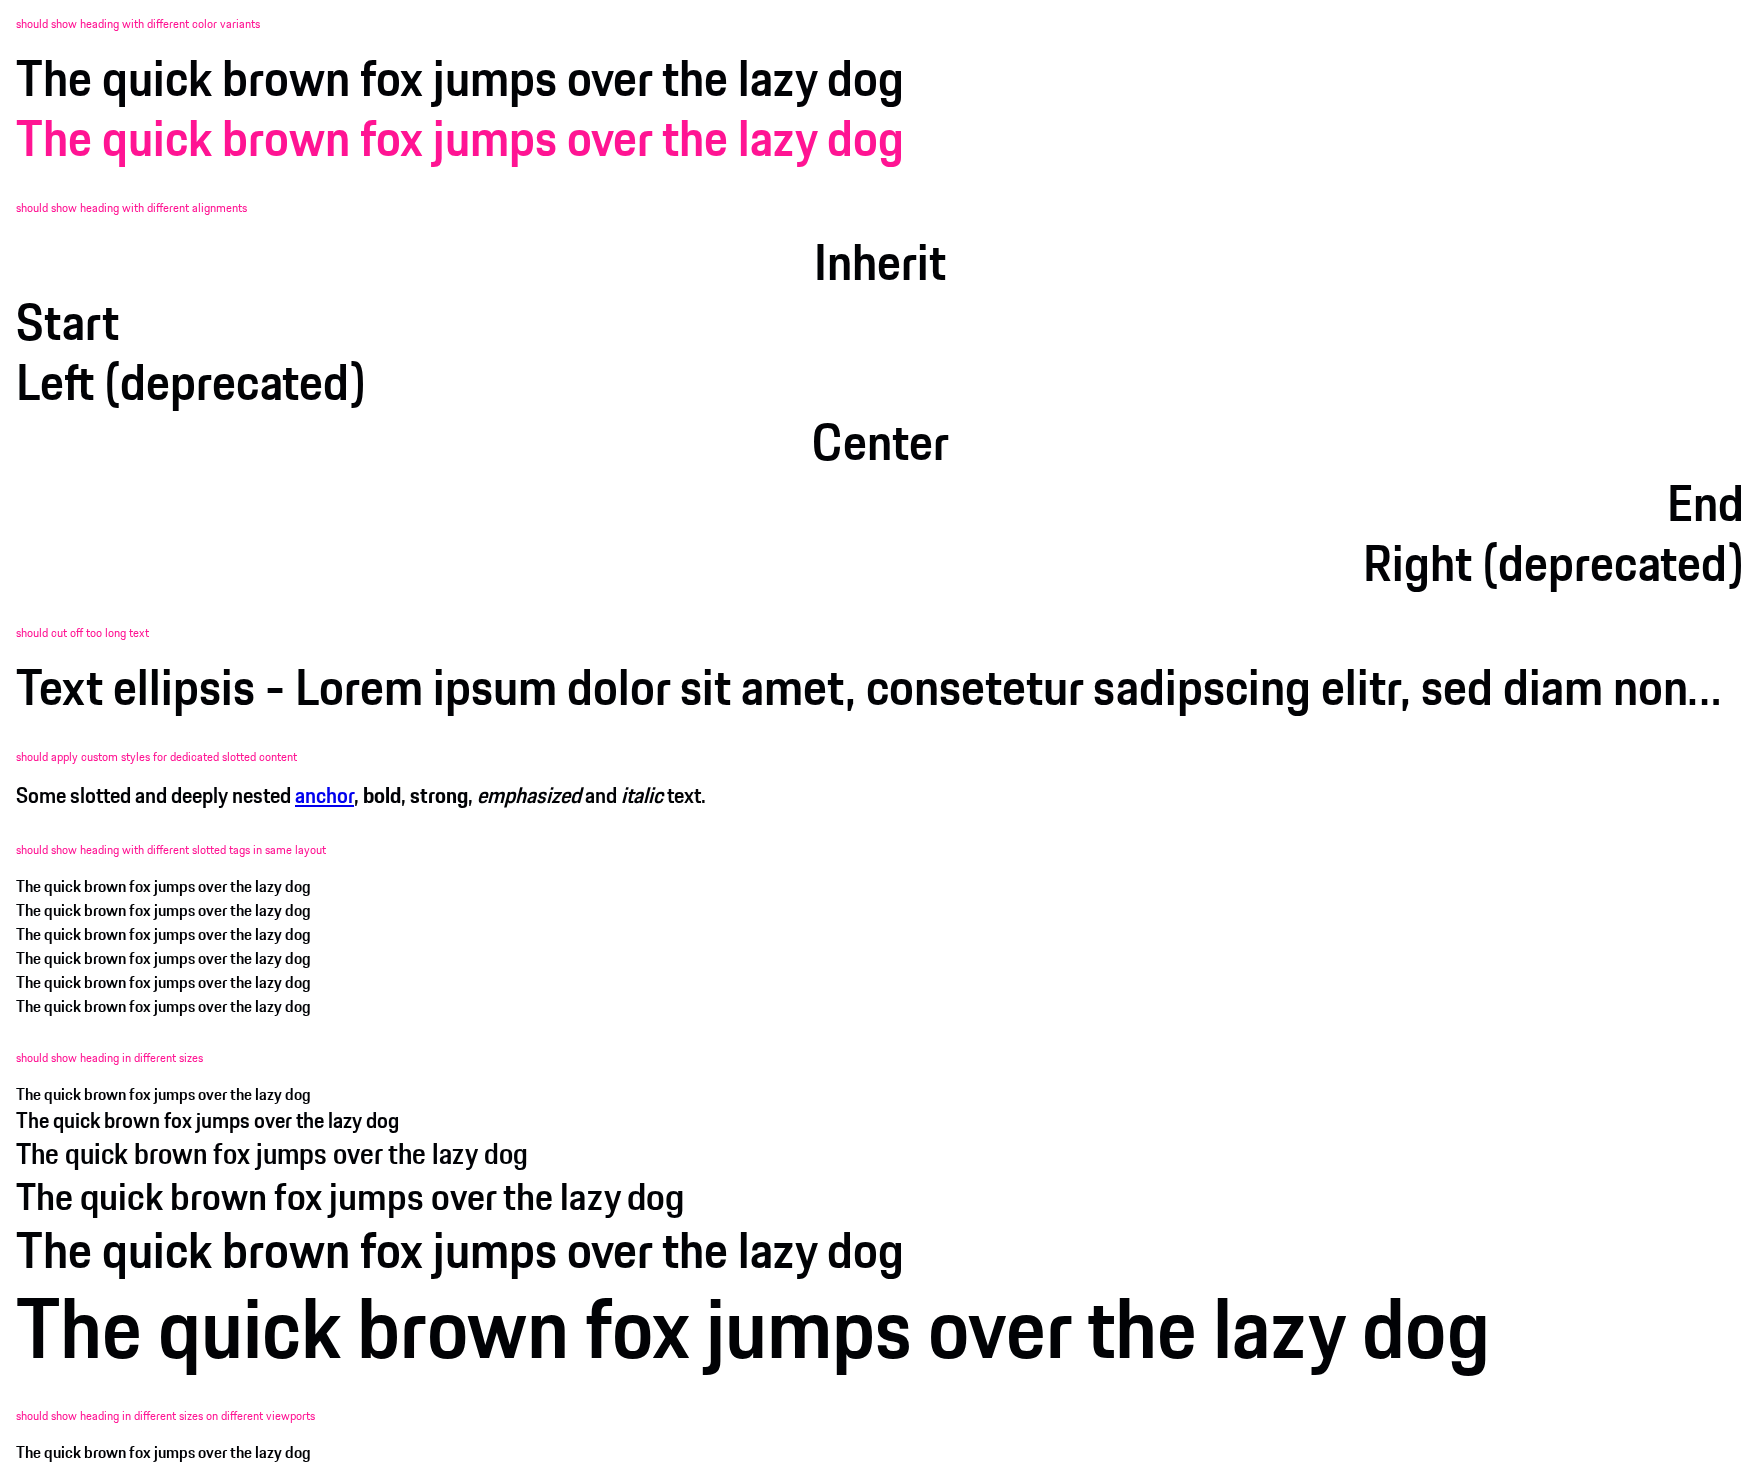 should show heading with different color variants
The quick brown fox jumps over the lazy dog
The quick brown fox jumps over the lazy dog
should show heading with different alignments
Inherit
Start
Left (deprecated)
Center
End
Right (deprecated)
should cut off too long text
Text ellipsis - Lorem ipsum dolor sit amet, consetetur sadipscing elitr, sed diam non...
should apply custom styles for dedicated slotted content
Some slotted and deeply nested anchor, bold, strong, emphasized and italic text.
should show heading with different slotted tags in same layout
The quick brown fox jumps over the lazy dog
The quick brown fox jumps over the lazy dog
The quick brown fox jumps over the lazy dog
The quick brown fox jumps over the lazy dog
The quick brown fox jumps over the lazy dog
The quick brown fox jumps over the lazy dog
should show heading in different sizes
The quick brown fox jumps over the lazy dog
The quick brown fox jumps over the lazy dog
The quick brown fox jumps over the lazy dog
The quick brown fox jumps over the lazy dog
The quick brown fox jumps over the lazy dog
The quick brown fox jumps over the lazy dog
should show heading in different sizes on different viewports
The quick brown fox jumps over the lazy dog